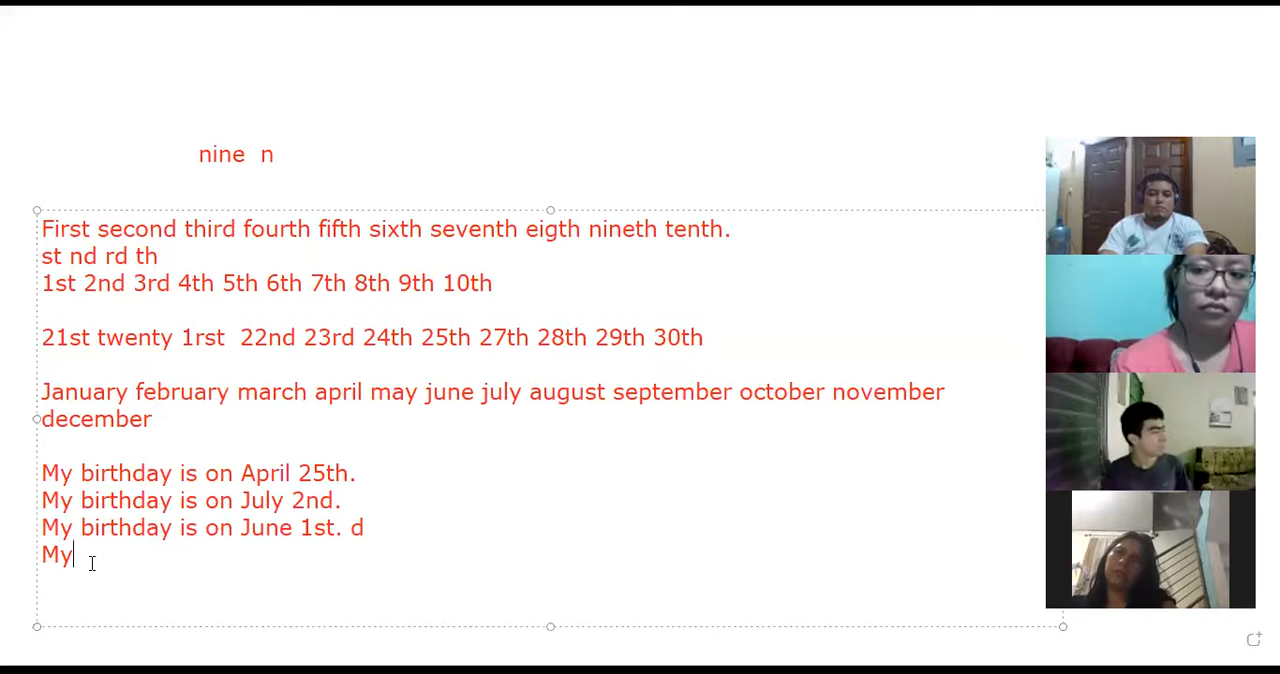 nine n
First second third fourth fifth sixth seventh eigth nineth tenth.
st nd rd th
1st 2nd 3rd 4th 5th 6th 7th 8th 9th 10th
21st twenty 1rst 22nd 23rd 24th 25th 27th 28th 29th 30th
January february march april may june july august september october november
december
My birthday is on April 25th.
My birthday is on July 2nd.
My birthday is on June 1st. d
My